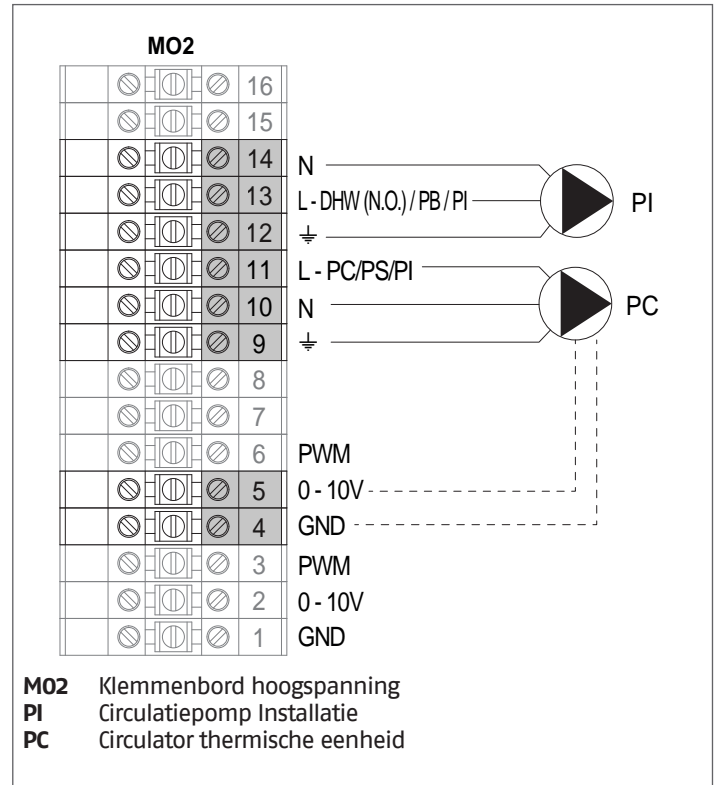 MO2
16
15
14 N
13 L - DHW (N.O.) / PB / PI PI
12
11 L - PC/PS/PI
10 N PC
9
8
7
6 PWM
5 0 - 10V
4 GND
3 PWM
2 0 - 10V
1 GND
M02 Klemmenbord hoogspanning
PI Circulatiepomp Installatie
PC Circulator thermische eenheid